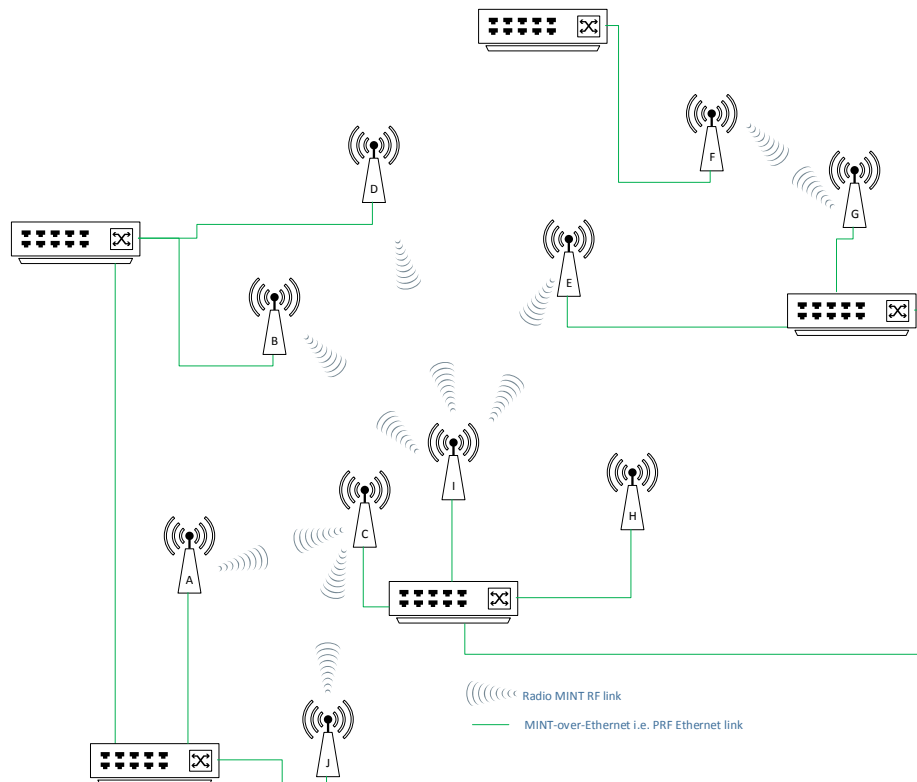 F
D
G
E
B
I
C
H
A
Radio MINT RF link
MINT-over-Ethernet i.e. PRF Ethernet link
J